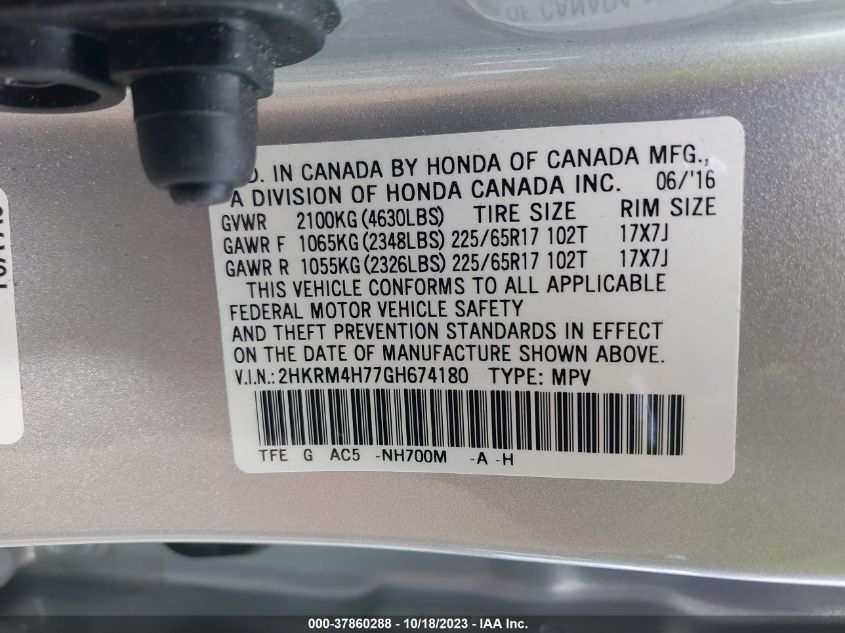 OF CANADA
D. IN CANADA BY HONDA OF CANADA MFG.,
A DIVISION OF HONDA CANADA INC. 06/'16
GVWR 2100KG (4630LBS) TIRE SIZE RIM SIZE
GAWR F 1065KG (2348LBS) 225/65R17 102T 17X7J
GAWR R 1055KG (2326LBS) 225/65R17 102T 17X7J
THIS VEHICLE CONFORMS TO ALL APPLICABLE
FEDERAL MOTOR VEHICLE SAFETY
AND THEFT PREVENTION STANDARDS IN EFFECT
ON THE DATE OF MANUFACTURE SHOWN ABOVE.
V.I.N.: 2HKRM4H77GH674180 TYPE: MPV
TFE G AC5 -NH700M -A -H
000-37860288 - 10/18/2023 - IAA Inc.